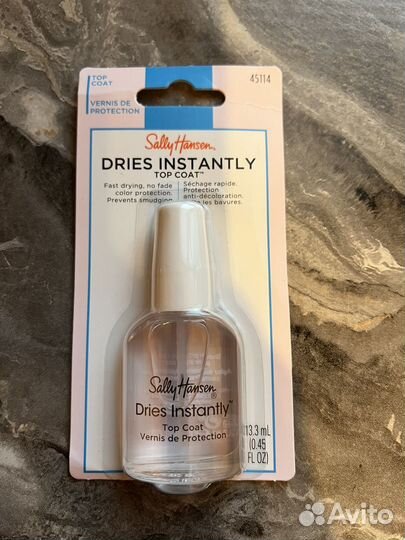 TOP
COAT
45114
VERNIS DE
PROTECTION
Sally Hansen®
DRIES INSTANTLY
TOP COAT™
Fast drying, no fade
color protection.
Prevents smudging
Séchage rapide.
Protection
anti-décoloration.
les bavures.
Sally Hansen®
Dries Instantly™
Top Coat
Vernis de Protection
13.3 mL
(0.45
FL OZ)
Avito